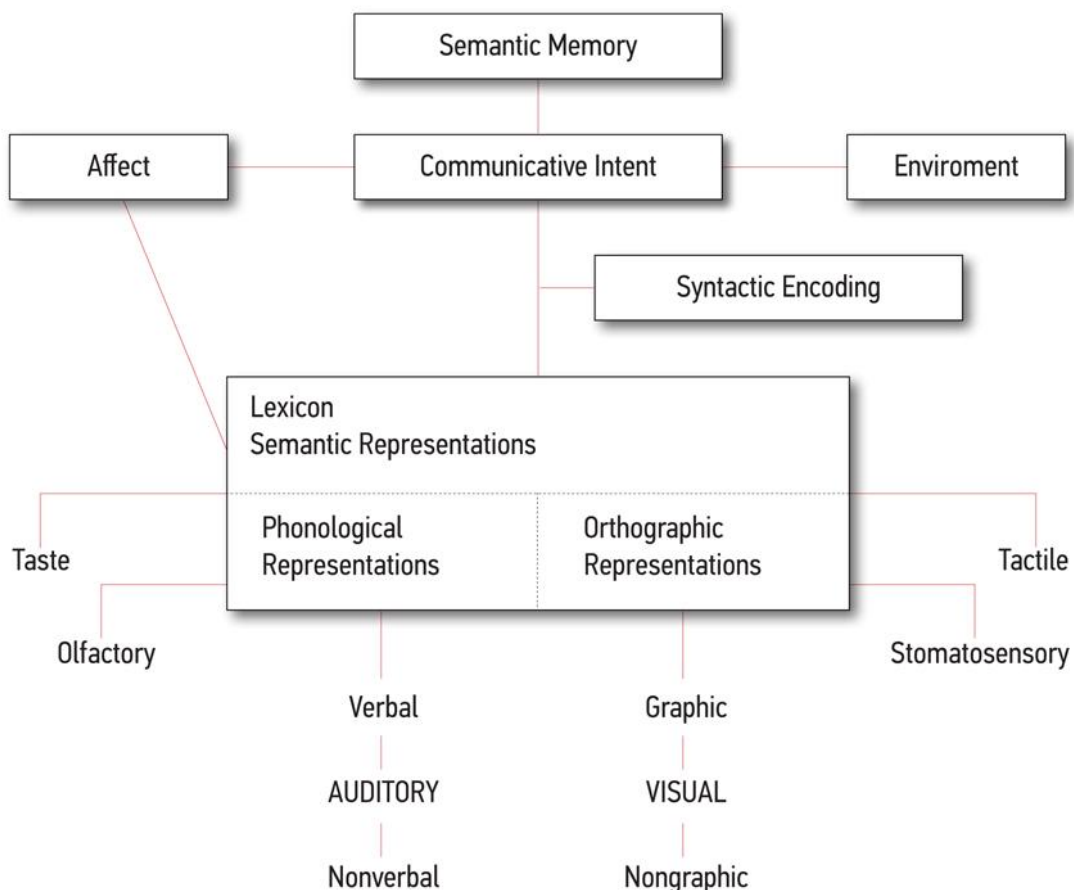 Semantic Memory
Affect
Communicative Intent
Enviroment
Syntactic Encoding
Lexicon
Semantic Representations
Phonological
Representations
Orthographic
Representations
Taste
Tactile
Olfactory
Stomatosensory
Verbal
Graphic
AUDITORY
VISUAL
Nonverbal
Nongraphic